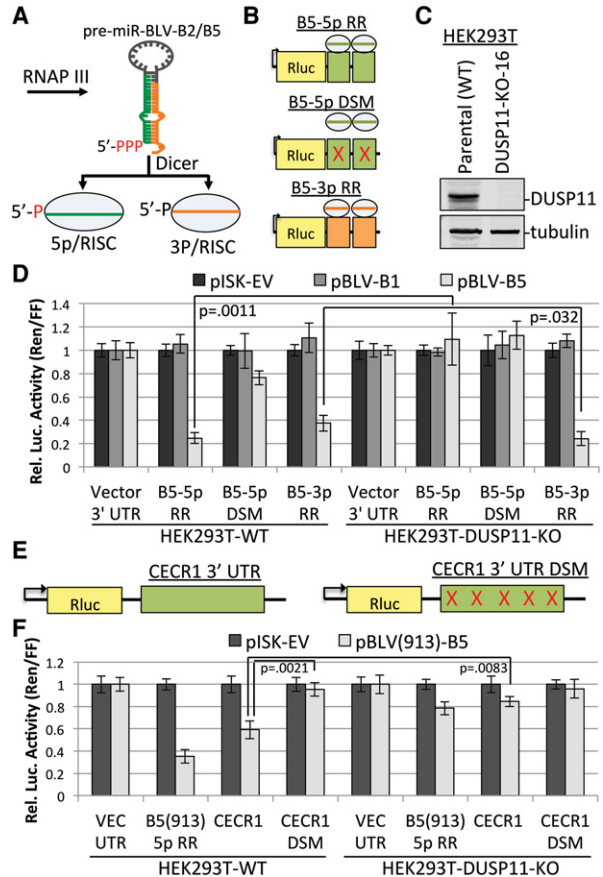 A
pre-miR-BLV-B2/B5
RNAP III
5'-PPP
Dicer
5'-P
5'-P
5p/RISC
3P/RISC
B
B5-5p RR
Rluc
B5-5p DSM
Rluc
X X
B5-3p RR
Rluc
C
HEK293T
Parental (WT)
DUSP11-KO-16
-DUSP11
-tubulin
D
pISK-EV
pBLV-B1
pBLV-B5
Rel. Luc. Activity (Ren/FF)
1.4
1.2
1
0.8
0.6
0.4
0.2
0
p=.0011
p=.032
Vector 3' UTR
B5-5p RR
B5-5p DSM
B5-3p RR
Vector 3' UTR
B5-5p RR
B5-5p DSM
B5-3p RR
HEK293T-WT
HEK293T-DUSP11-KO
E
CECR1 3' UTR
Rluc
CECR1 3' UTR DSM
Rluc
X X X X X
F
pISK-EV
pBLV(913)-B5
Rel. Luc. Activity (Ren/FF)
1.2
1
0.8
0.6
0.4
0.2
0
p=.0021
p=.0083
VEC UTR
B5(913) 5p RR
CECR1
CECR1 DSM
VEC UTR
B5(913) 5p RR
CECR1
CECR1 DSM
HEK293T-WT
HEK293T-DUSP11-KO